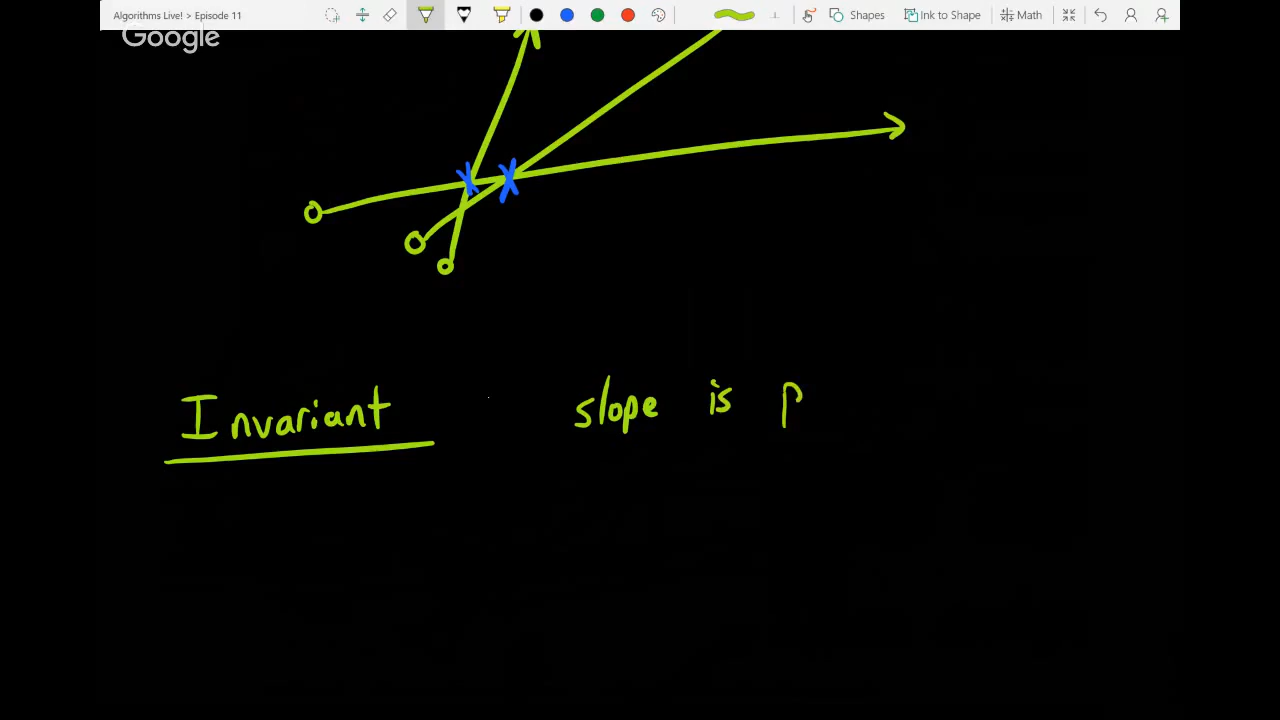 Algorithms Live! > Episode 11
Shapes
Ink to Shape
Math
Google
Invariant slope is p